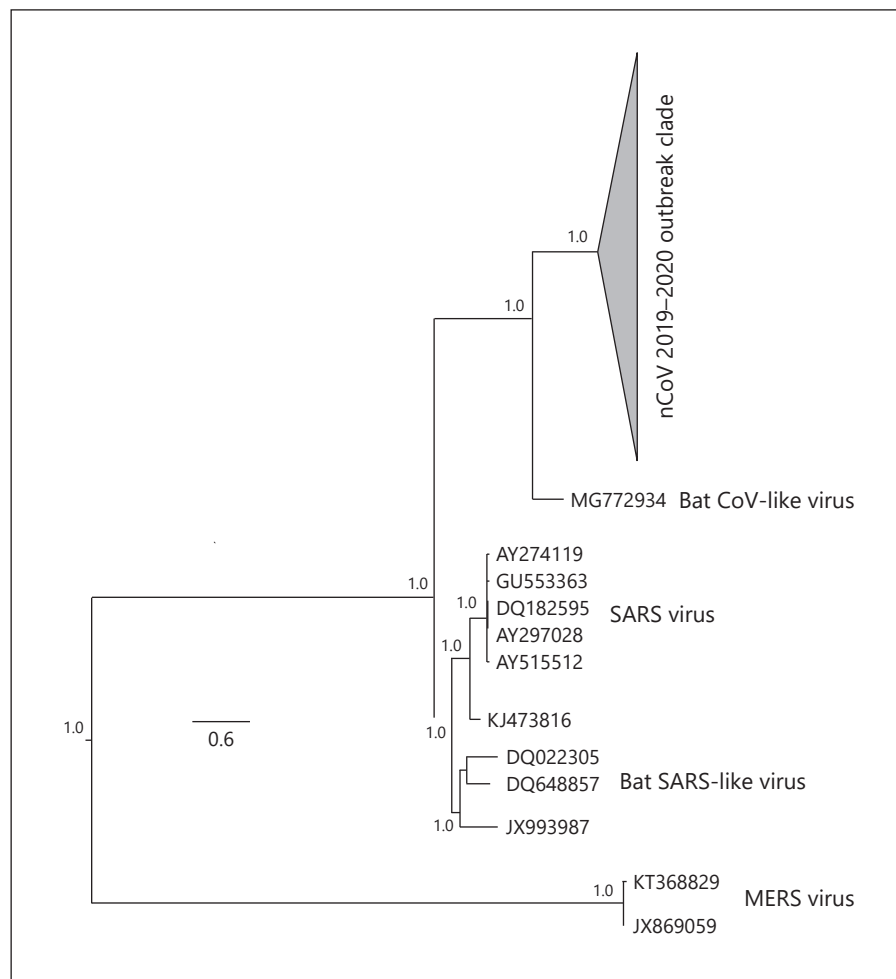 nCoV 2019–2020 outbreak clade
1.0
1.0
MG772934 Bat CoV-like virus
AY274119
1.0
GU553363
1.0
DQ182595
SARS virus
AY297028
1.0
AY515512
KJ473816
1.0
1.0
0.6
DQ022305
DQ648857
Bat SARS-like virus
1.0
JX993987
KT368829
1.0
MERS virus
JX869059